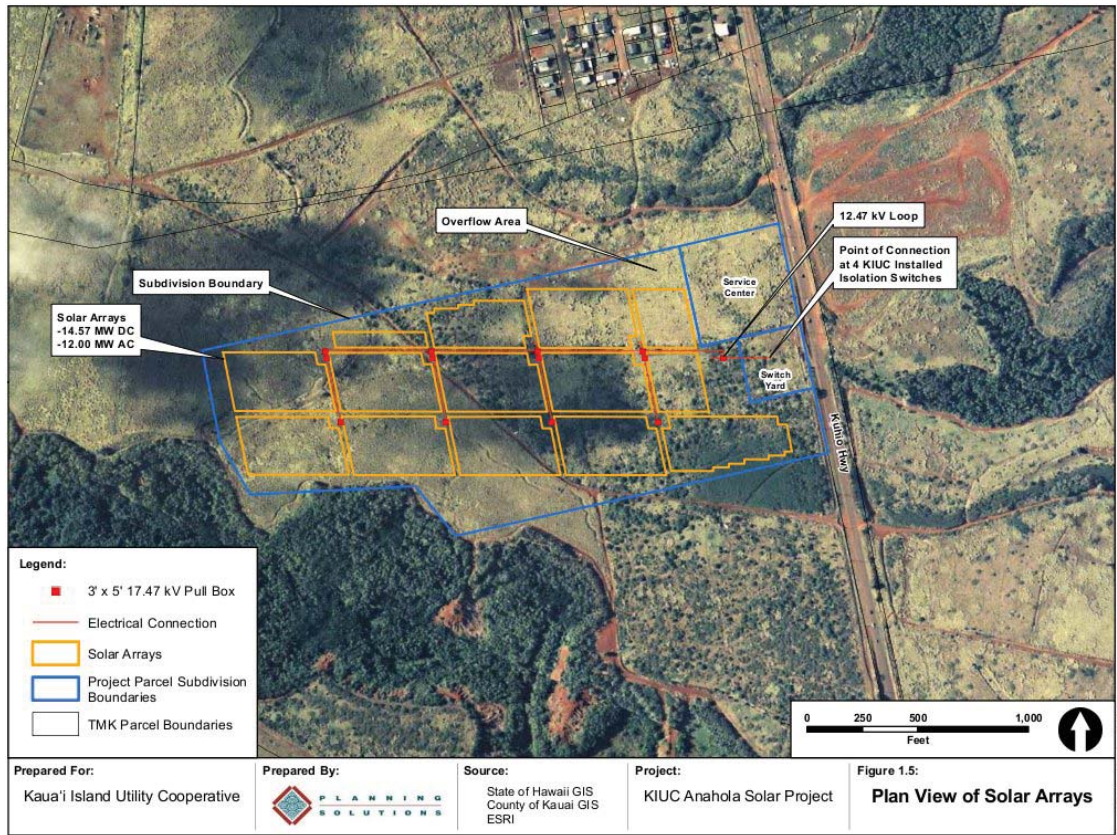 Overflow Area
12.47 kV Loop
Point of Connection
at 4 KIUC Installed
Isolation Switches
Subdivision Boundary
Service
Center
Solar Arrays
-14.57 MW DC
-12.00 MW AC
Switch
Yard
Kuhio Hwy
Legend:
3' x 5' 17.47 kV Pull Box
Electrical Connection
Solar Arrays
Project Parcel Subdivision
Boundaries
TMK Parcel Boundaries
0 250 500 1,000
Feet
Prepared For:
Kaua'i Island Utility Cooperative
Prepared By:
PLANNING
SOLUTIONS
Source:
State of Hawaii GIS
County of Kauai GIS
ESRI
Project:
KIUC Anahola Solar Project
Figure 1.5:
Plan View of Solar Arrays